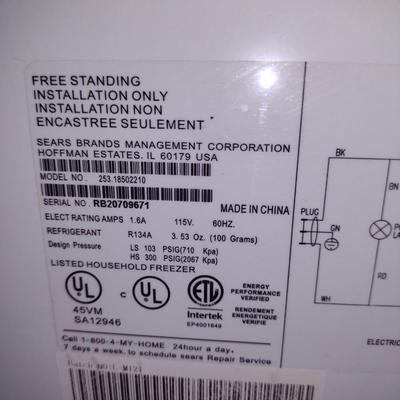 FREE STANDING
INSTALLATION ONLY
INSTALLATION NON
ENCASTREE SEULEMENT
SEARS BRANDS MANAGEMENT CORPORATION
HOFFMAN ESTATES, IL 60179 USA
MODEL NO. 253.18502210
SERIAL NO. RB20709671 MADE IN CHINA
ELECT RATING AMPS 1.6A 115V. 60HZ.
REFRIGERANT R134A 3.53 Oz. (100 Grams)
Design Pressure LS 103 PSIG(710 Kpa)
HS 300 PSIG(2067 Kpa)
LISTED HOUSEHOLD FREEZER
UL c UL ETL
LISTED
Intertek
ENERGY
PERFORMANCE
VERIFIED
RENDEMENT
ENERGETIQUE
VERIFIE
45VM
SA12946
EP4001649
Call 1-800-4-MY-HOME 24hour a day.
7 days a week, to schedule sears Repair Service
BK
PLUG
GN
WH
RD
ELECTRIC